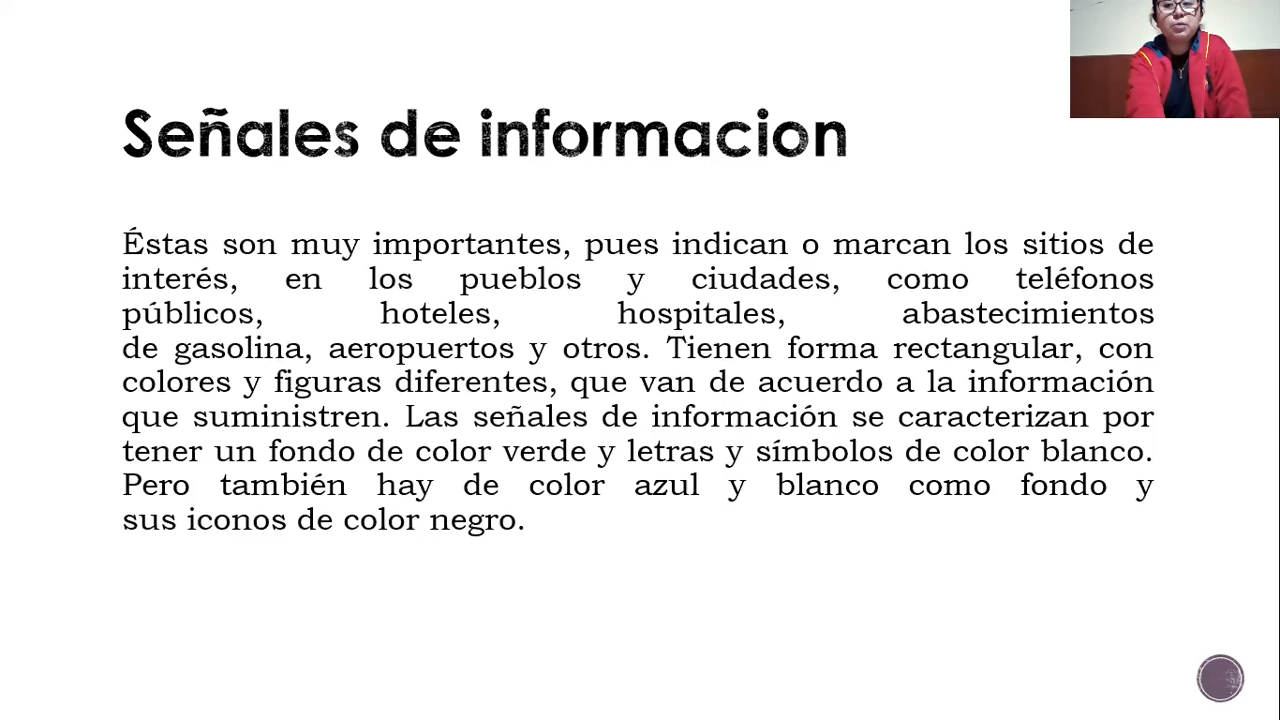 Señales de informacion
Éstas son muy importantes, pues indican o marcan los sitios de
interés, en los pueblos y ciudades, como teléfonos
públicos, hoteles, hospitales, abastecimientos
de gasolina, aeropuertos y otros. Tienen forma rectangular, con
colores y figuras diferentes, que van de acuerdo a la información
que suministren. Las señales de información se caracterizan por
tener un fondo de color verde y letras y símbolos de color blanco.
Pero también hay de color azul y blanco como fondo y
sus iconos de color negro.